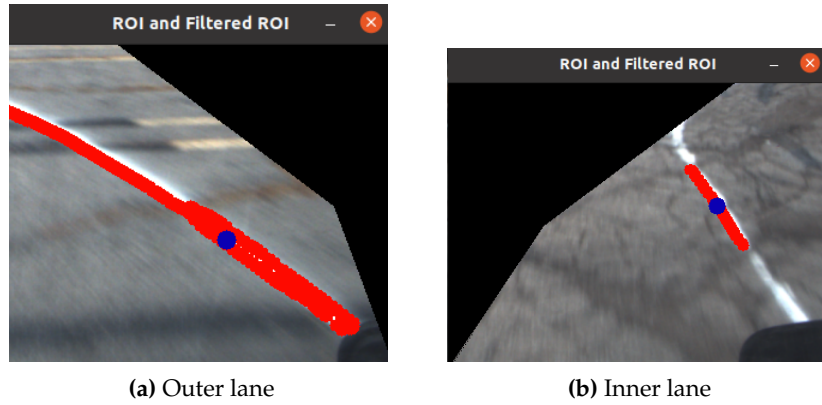 ROI and Filtered ROI
ROI and Filtered ROI
(a) Outer lane
(b) Inner lane